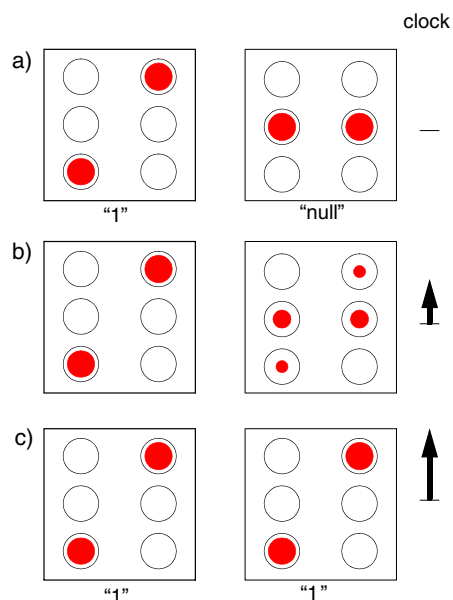 clock
a)
“1”
“null”
b)
c)
“1”
“1”